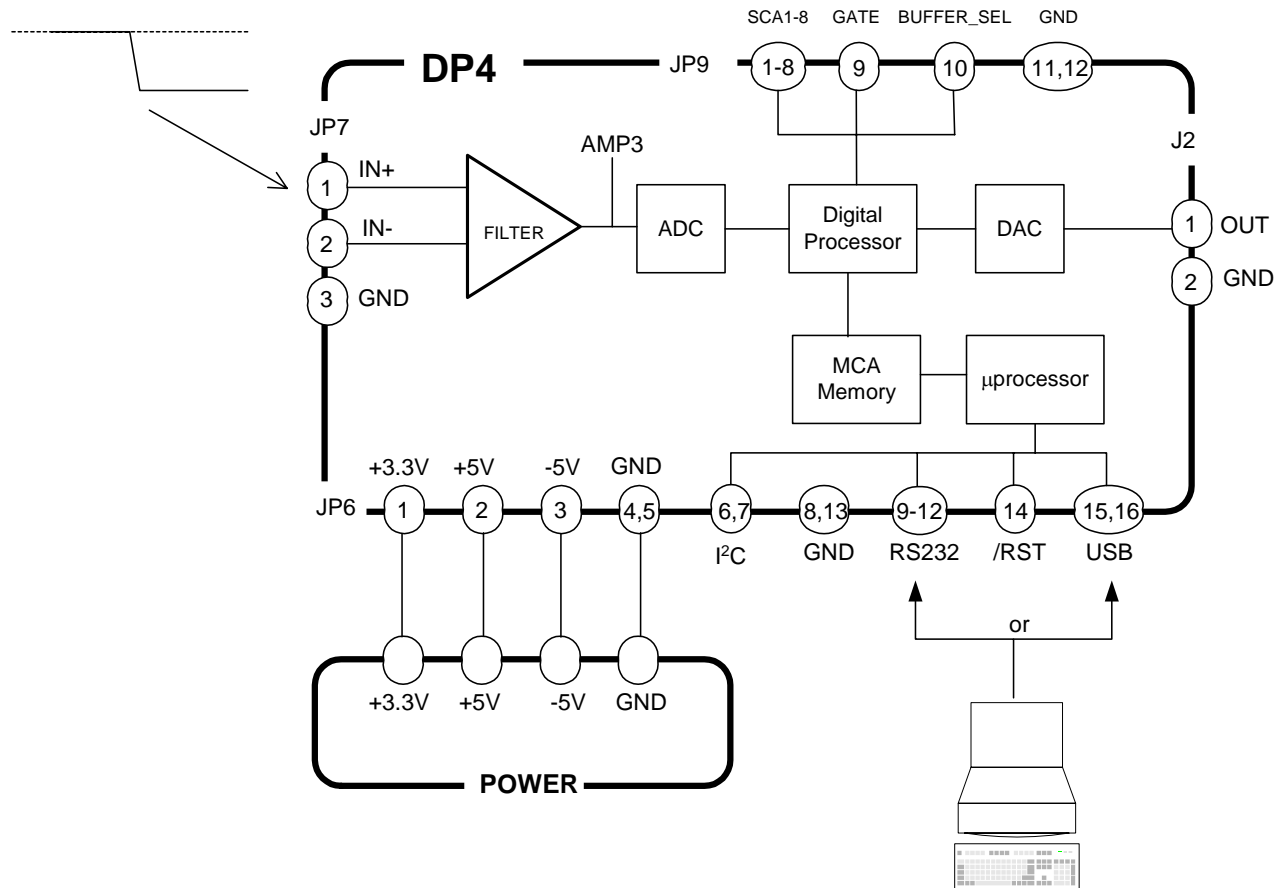 SCA1-8 GATE BUFFER_SEL GND
DP4 JP9 1-8 9 10 11,12
JP7 J2
AMP3
1 IN+
2 IN-
3 GND
FILTER
ADC
Digital
Processor
DAC
1 OUT
2 GND
MCA
Memory
µprocessor
+3.3V +5V -5V GND
JP6 1 2 3 4,5 6,7 8,13 9-12 14 15,16
I²C GND RS232 /RST USB
or
+3.3V +5V -5V GND
POWER